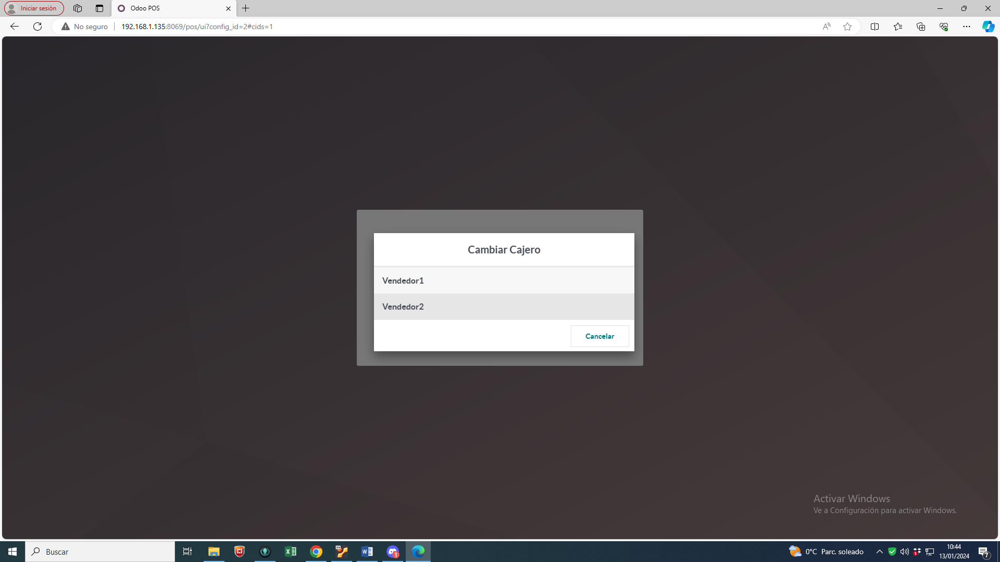 Iniciar sesión
Odoo POS
No seguro
192.168.1.135:8069/pos/ui?config_id=2#cids=1
Cambiar Cajero
Vendedor1
Vendedor2
Cancelar
Activar Windows
Ve a Configuración para activar Windows.
Buscar
0°C Parc. soleado
10:44
13/01/2024
7